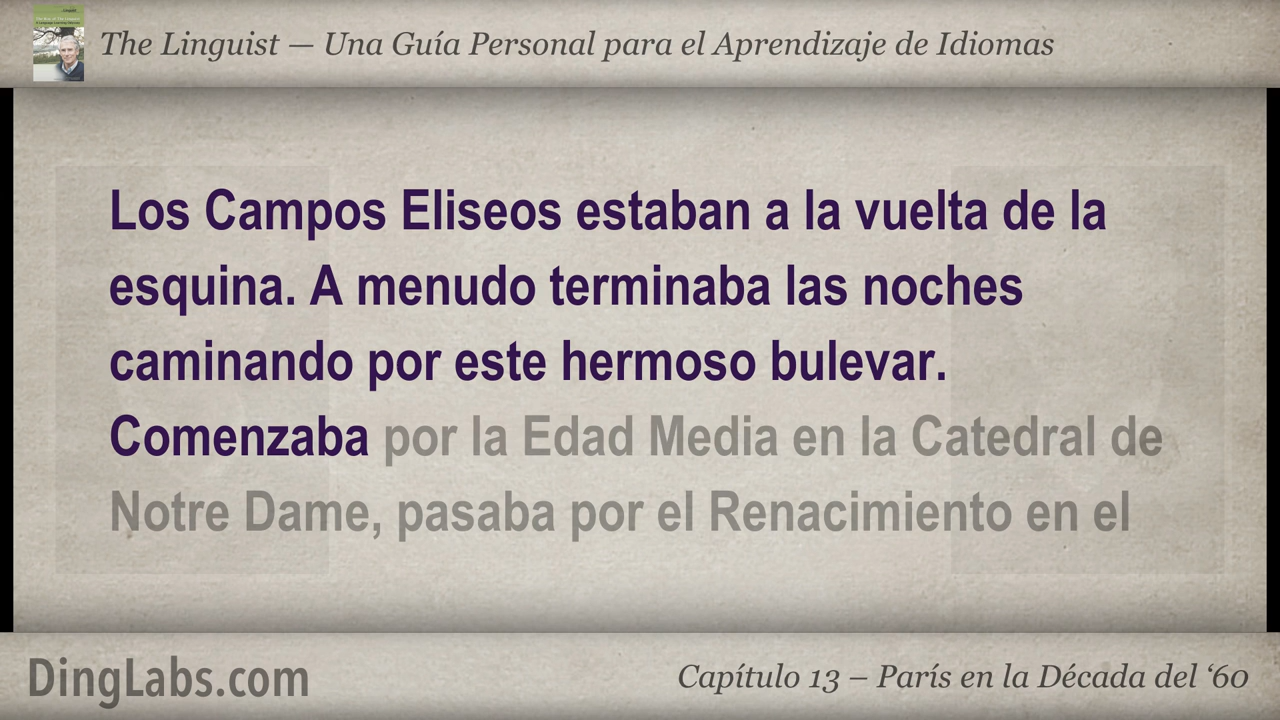 The Linguist — Una Guía Personal para el Aprendizaje de Idiomas
Los Campos Eliseos estaban a la vuelta de la
esquina. A menudo terminaba las noches
caminando por este hermoso bulevar.
Comenzaba por la Edad Media en la Catedral de
Notre Dame, pasaba por el Renacimiento en el
DingLabs.com
Capítulo 13 – París en la Década del ‘60